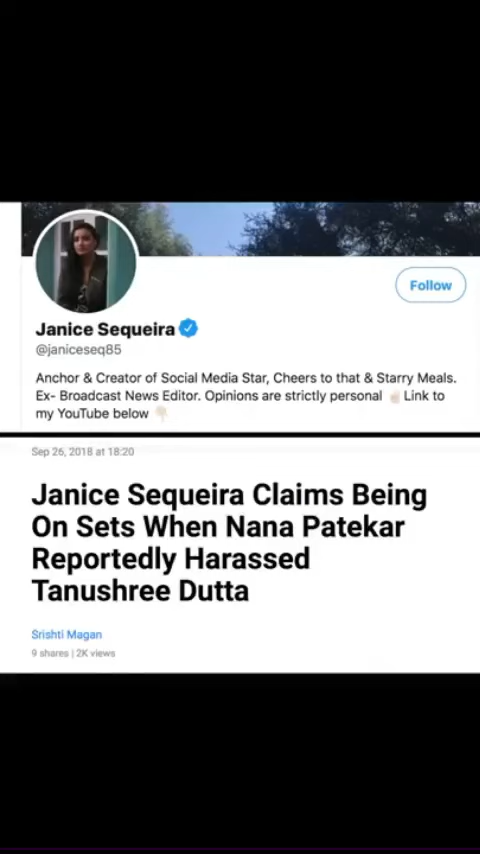 Follow
Janice Sequeira
@janiceseq85
Anchor & Creator of Social Media Star, Cheers to that & Starry Meals.
Ex- Broadcast News Editor. Opinions are strictly personal ☝🏻Link to
my YouTube below 👇🏻
Sep 26, 2018 at 18:20
Janice Sequeira Claims Being
On Sets When Nana Patekar
Reportedly Harassed
Tanushree Dutta
Srishti Magan
9 shares | 2K views